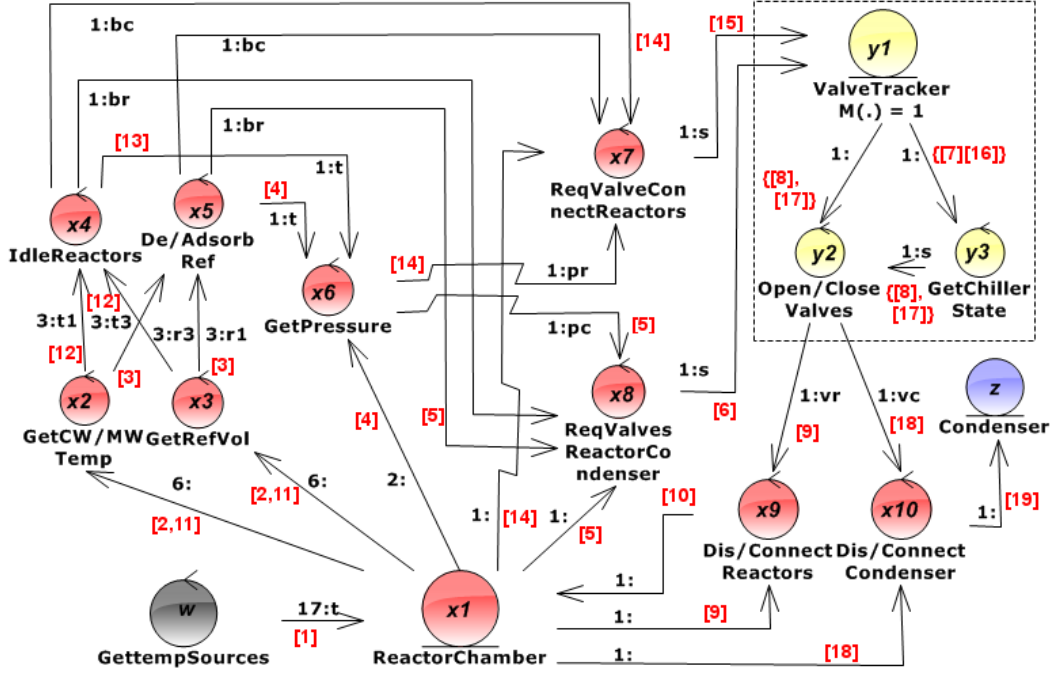 1:bc
[14]
[15]
y1
1:bc
ValveTracker
M(.) = 1
1:br
1:br
[13]
1:t
x7
1:s
1:
1:
{[7][16]}
ReqValveCon
nectReactors
{[8],
[17]}
[4]
1:t
x4
x5
IdleReactors
De/Adsorb
Ref
y2
1:s
y3
x6
[14]
1:pr
Open/Close
Valves
{[8],
[17]}
GetChiller
State
GetPressure
[12]
3:t1
3:t3
3:r3
3:r1
1:pc
[5]
[12]
[3]
[3]
1:s
x2
x3
x8
[6]
1:vr
1:vc
z
GetCW/MW
Temp
GetRefVol
[4]
[5]
ReqValves
ReactorCo
ndenser
[9]
[18]
Condenser
6:
[2,11]
6:
[2,11]
2:
1:
[14]
1:
[5]
[10]
x9
x10
1:
[19]
Dis/Connect
Reactors
Dis/Connect
Condenser
w
17:t
[1]
x1
1:
1:
[9]
GettempSources
ReactorChamber
1:
[18]